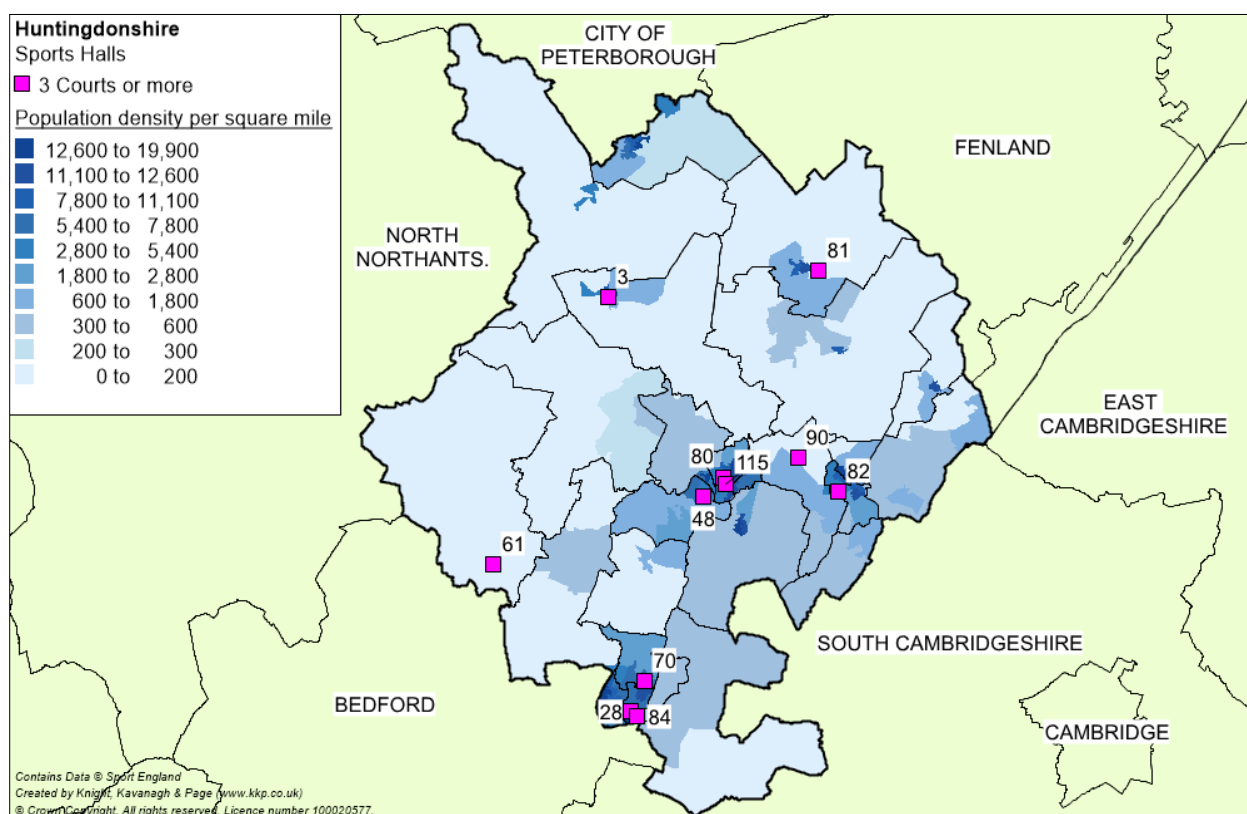 Huntingdonshire
Sports Halls
3 Courts or more
Population density per square mile
12,600 to 19,900
11,100 to 12,600
7,800 to 11,100
5,400 to 7,800
2,800 to 5,400
1,800 to 2,800
600 to 1,800
300 to 600
200 to 300
0 to 200
CITY OF
PETERBOROUGH
FENLAND
NORTH
NORTHANTS.
81
3
EAST
CAMBRIDGESHIRE
90
80
115
82
48
61
SOUTH CAMBRIDGESHIRE
70
BEDFORD
28
84
CAMBRIDGE
Contains Data © Sport England
Created by Knight, Kavanagh & Page (www.kkp.co.uk)
© Crown Copyright. All rights reserved. Licence number 100020577.